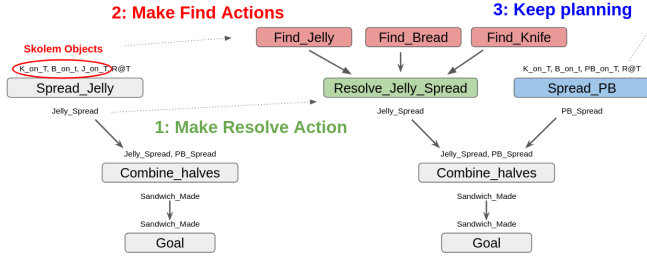 2: Make Find Actions
3: Keep planning
Skolem Objects
Find_Jelly
Find_Bread
Find_Knife
K_on_T, B_on_t, J_on_T, R@T
K_on_T, B_on_t, PB_on_T, R@T
Spread_Jelly
Resolve_Jelly_Spread
Spread_PB
Jelly_Spread
Jelly_Spread
PB_Spread
1: Make Resolve Action
Jelly_Spread, PB_Spread
Jelly_Spread, PB_Spread
Combine_halves
Combine_halves
Sandwich_Made
Sandwich_Made
Sandwich_Made
Sandwich_Made
Goal
Goal